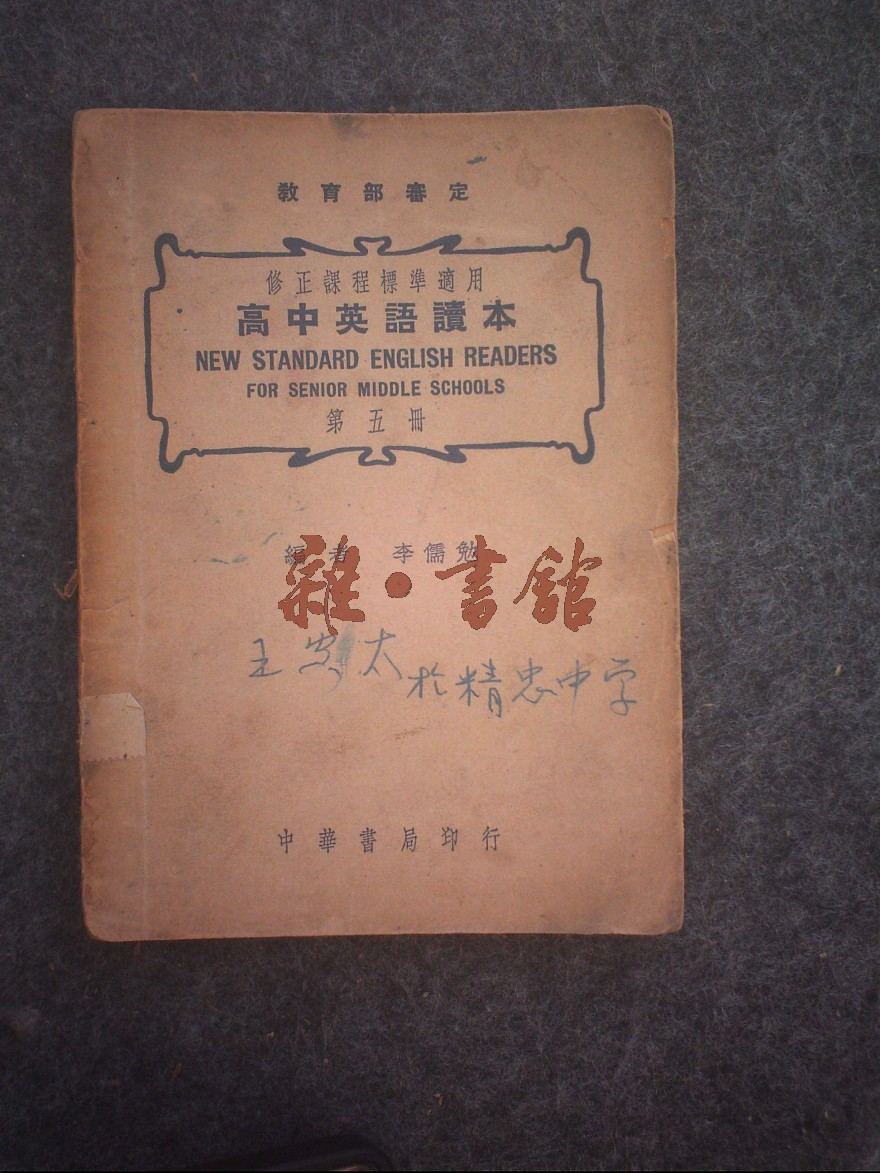 教育部審定
修正課程標準適用
高中英語讀本
NEW STANDARD ENGLISH READERS
FOR SENIOR MIDDLE SCHOOLS
第五冊
編者 李儒勉
雜·書館
王 太 於精忠中学
中華書局印行